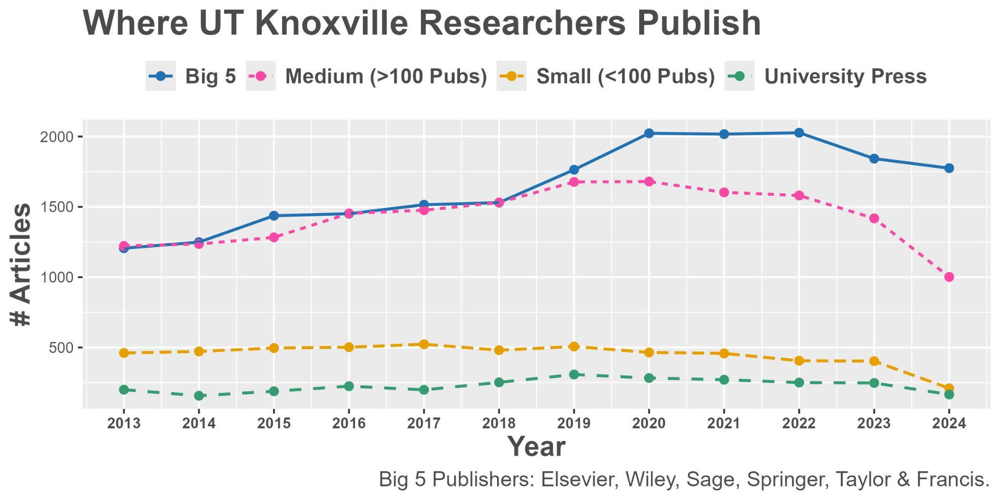 Where UT Knoxville Researchers Publish
Big 5 Medium (>100 Pubs) Small (<100 Pubs) University Press
# Articles
2000
1500
1000
500
2013 2014 2015 2016 2017 2018 2019 2020 2021 2022 2023 2024
Year
Big 5 Publishers: Elsevier, Wiley, Sage, Springer, Taylor & Francis.